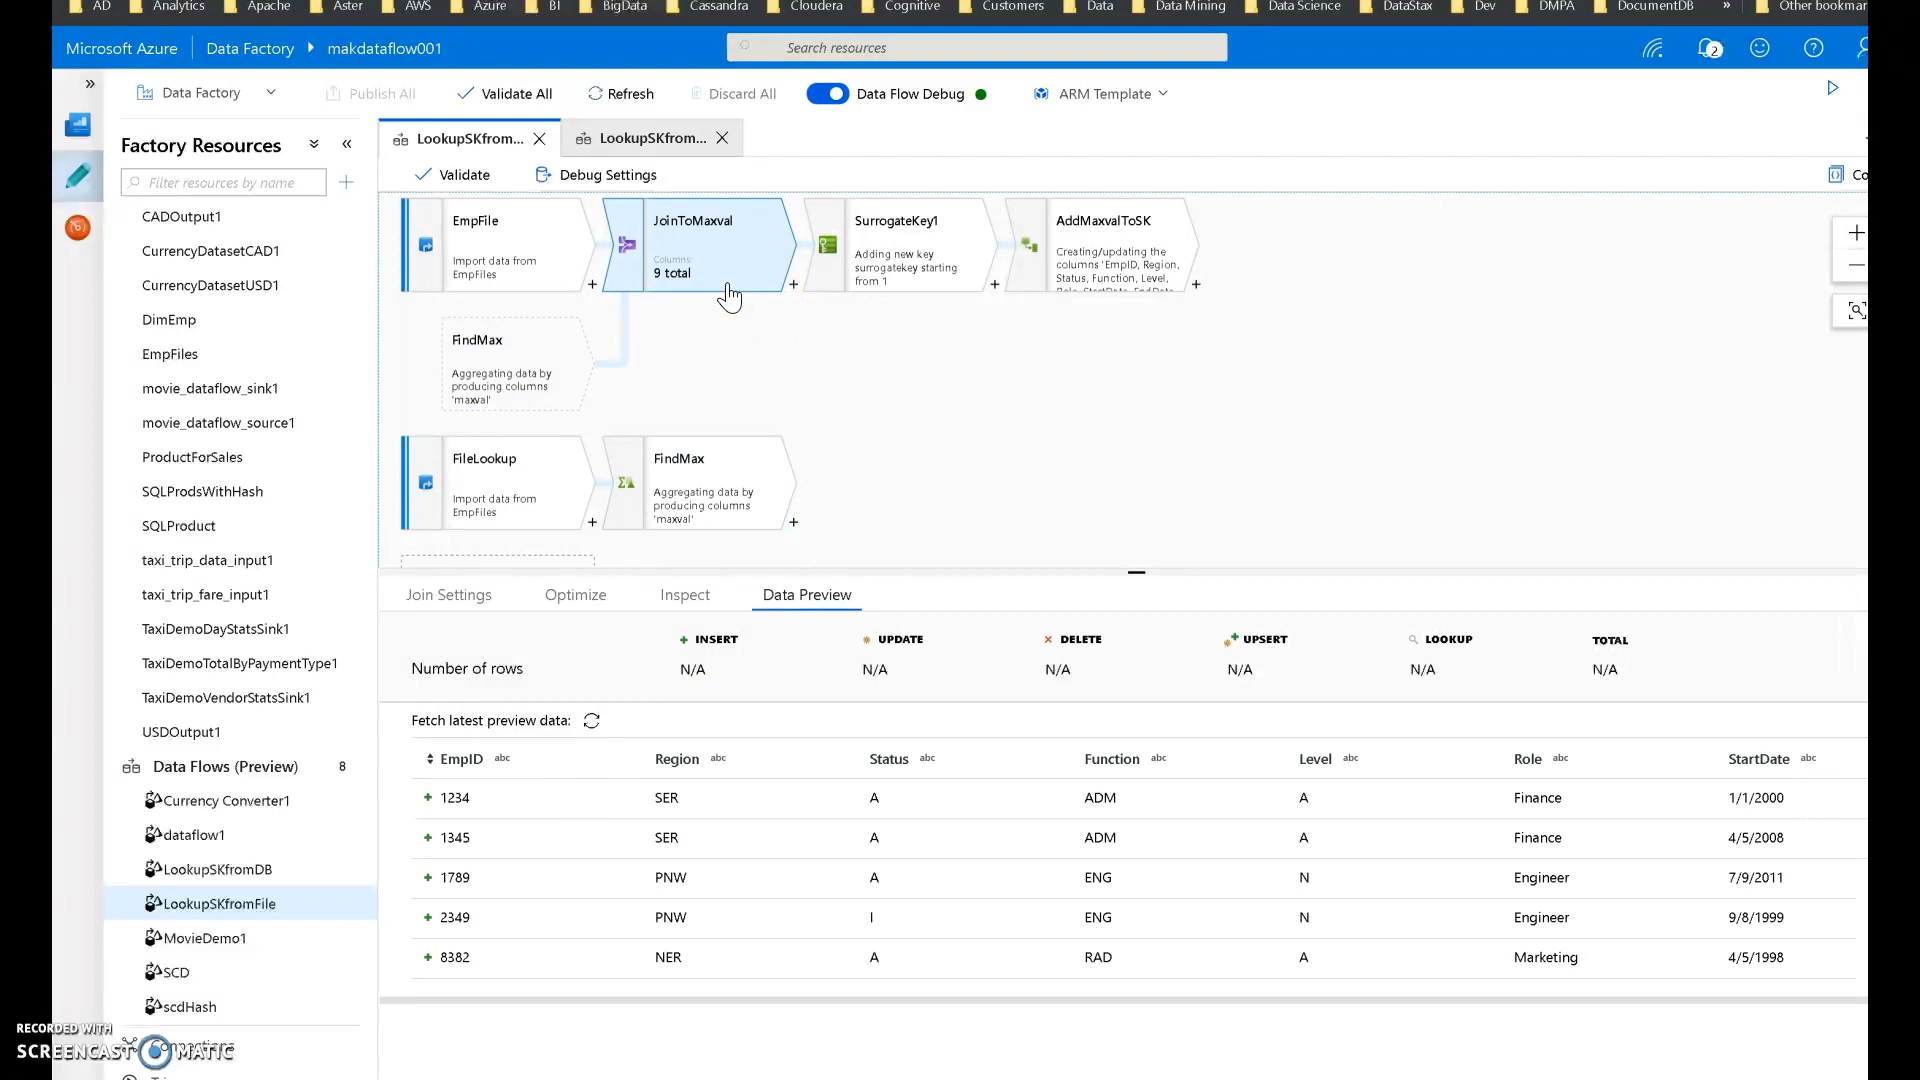 AD Analytics Apache Aster AWS Azure BI BigData Cassandra Cloudera Cognitive Customers Data Data Mining Data Science DataStax Dev DMPA DocumentDB » Other bookmar
Microsoft Azure Data Factory makdataflow001 Search resources 2
Data Factory Publish All Validate All Refresh Discard All Data Flow Debug ARM Template
Factory Resources
Filter resources by name
CADOutput1
CurrencyDatasetCAD1
CurrencyDatasetUSD1
DimEmp
EmpFiles
movie_dataflow_sink1
movie_dataflow_source1
ProductForSales
SQLProdsWithHash
SQLProduct
taxi_trip_data_input1
taxi_trip_fare_input1
TaxiDemoDayStatsSink1
TaxiDemoTotalByPaymentType1
TaxiDemoVendorStatsSink1
USDOutput1
Data Flows (Preview) 8
Currency Converter1
dataflow1
LookupSKfromDB
LookupSKfromFile
MovieDemo1
SCD
scdHash
Connections
LookupSKfrom... LookupSKfrom...
Validate Debug Settings Co
EmpFile
Import data from
EmpFiles
JoinToMaxval
Columns:
9 total
SurrogateKey1
Adding new key
surrogatekey starting
from 1
AddMaxvalToSK
Creating/updating the
columns 'EmpID, Region,
Status, Function, Level,
Role, StartDate, EndDate,
FindMax
Aggregating data by
producing columns
'maxval'
FileLookup
Import data from
EmpFiles
FindMax
Aggregating data by
producing columns
'maxval'
Join Settings Optimize Inspect Data Preview
INSERT UPDATE DELETE UPSERT LOOKUP TOTAL
Number of rows N/A N/A N/A N/A N/A N/A
Fetch latest preview data:
EmpID abc Region abc Status abc Function abc Level abc Role abc StartDate abc
1234 SER A ADM A Finance 1/1/2000
1345 SER A ADM A Finance 4/5/2008
1789 PNW A ENG N Engineer 7/9/2011
2349 PNW I ENG N Engineer 9/8/1999
8382 NER A RAD A Marketing 4/5/1998
RECORDED WITH
SCREENCAST MATIC